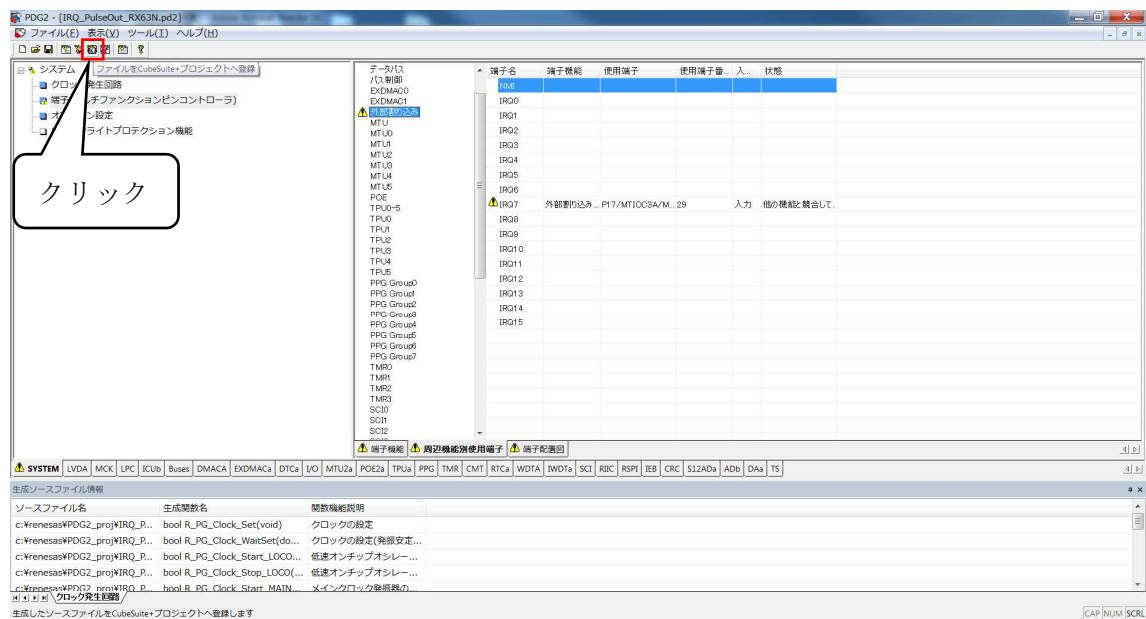 PDG2 - [IRQ_PulseOut_RX63N.pd2]
ファイル(F) 表示(V) ツール(I) ヘルプ(H)
ファイルをCubeSuite+プロジェクトへ登録
システム
発生回路
端子
チファンクションピンコントローラ)
オ
ン設定
ライトプロテクション機能
クリック
データバス
バス制御
EXDMAC0
EXDMAC1
外部割り込み
MTU
MTU0
MTU1
MTU2
MTU3
MTU4
MTU5
POE
TPU0-5
TPU0
TPU1
TPU2
TPU3
TPU4
TPU5
PPG Group0
PPG Group1
PPG Group2
PPG Group3
PPG Group4
PPG Group5
PPG Group6
PPG Group7
TMR0
TMR1
TMR2
TMR3
SCI0
SCI1
SCI2
端子名 端子機能 使用端子 使用端子番... 入... 状態
NMI
IRQ0
IRQ1
IRQ2
IRQ3
IRQ4
IRQ5
IRQ6
IRQ7 外部割り込み... P17/MTIOC3A/M... 29 入力 他の機能と競合して...
IRQ8
IRQ9
IRQ10
IRQ11
IRQ12
IRQ13
IRQ14
IRQ15
端子機能 周辺機能別使用端子 端子配置図
SYSTEM LVDA MCK LPC ICUb Buses DMACA EXDMACa DTCa I/O MTU2a POE2a TPUa PPG TMR CMT RTCa WDTA IWDTa SCI RIIC RSPI IEB CRC S12ADa ADb DAa TS
生成ソースファイル情報
ソースファイル名 生成関数名 関数機能説明
c:¥renesas¥PDG2_proj¥IRQ_P... bool R_PG_Clock_Set(void) クロックの設定
c:¥renesas¥PDG2_proj¥IRQ_P... bool R_PG_Clock_WaitSet(do... クロックの設定(発振安定...
c:¥renesas¥PDG2_proj¥IRQ_P... bool R_PG_Clock_Start_LOCO... 低速オンチップオシレー...
c:¥renesas¥PDG2_proj¥IRQ_P... bool R_PG_Clock_Stop_LOCO(... 低速オンチップオシレー...
c:¥renesas¥PDG2_proj¥IRQ_P... bool R_PG_Clock_Start_MAIN... メインクロック発振器の...
クロック発生回路
生成したソースファイルをCubeSuite+プロジェクトへ登録します
CAP NUM SCRL